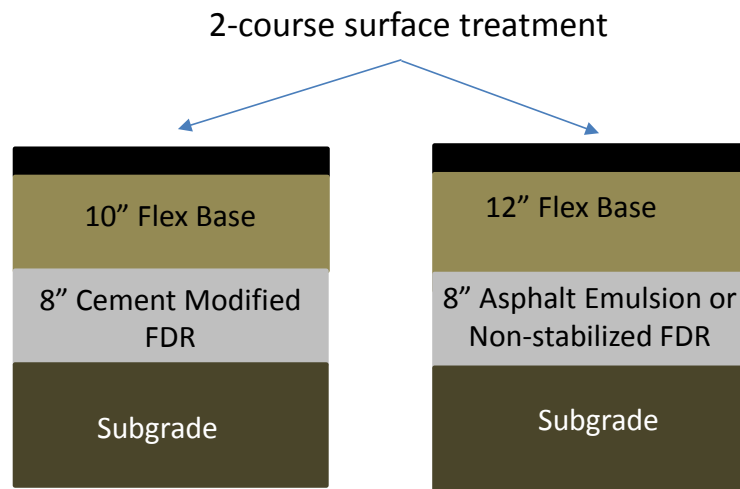 2-course surface treatment
10” Flex Base
8” Cement Modified
FDR
Subgrade
12” Flex Base
8” Asphalt Emulsion or
Non-stabilized FDR
Subgrade